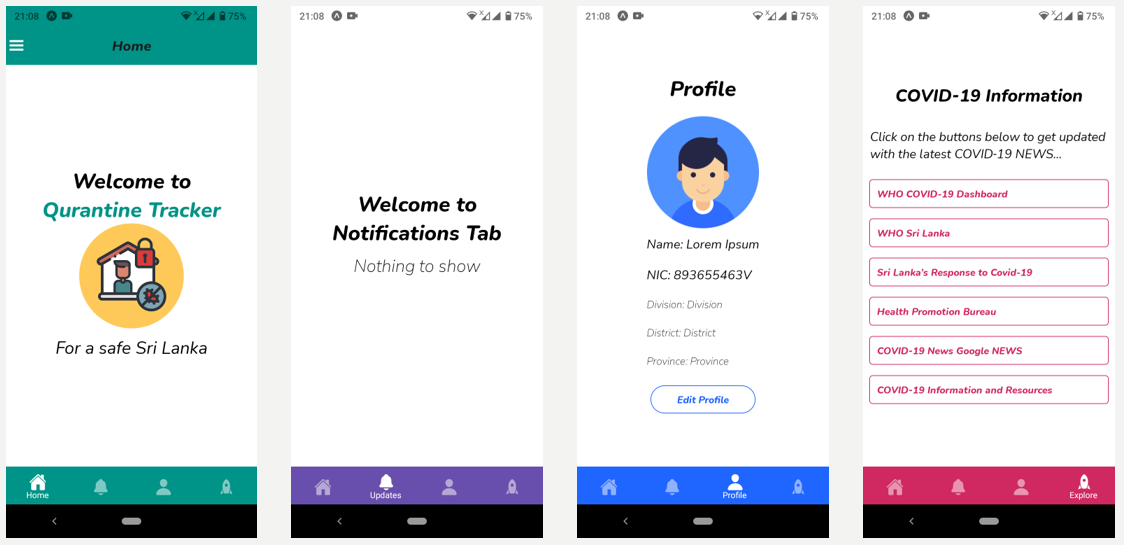 21:08
75%
Home
Welcome to
Qurantine Tracker
For a safe Sri Lanka
Home
21:08
75%
Welcome to
Notifications Tab
Nothing to show
Updates
21:08
75%
Profile
Name: Lorem Ipsum
NIC: 893655463V
Division: Division
District: District
Province: Province
Edit Profile
Profile
21:08
75%
COVID-19 Information
Click on the buttons below to get updated
with the latest COVID-19 NEWS...
WHO COVID-19 Dashboard
WHO Sri Lanka
Sri Lanka's Response to Covid-19
Health Promotion Bureau
COVID-19 News Google NEWS
COVID-19 Information and Resources
Explore